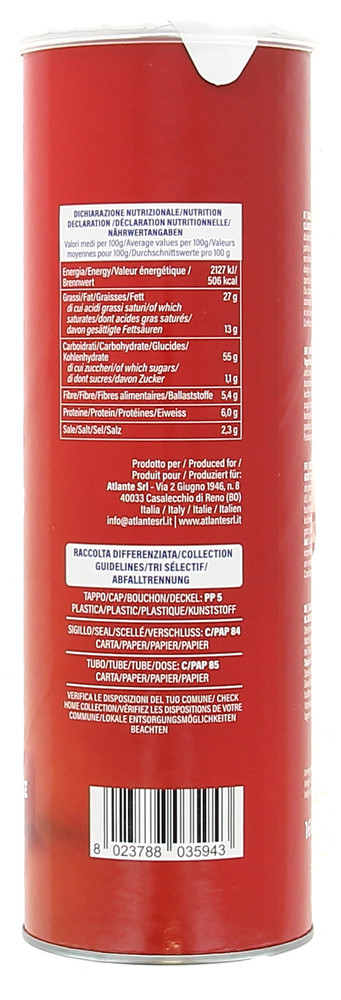 DICHIARAZIONE NUTRIZIONALE/NUTRITION
DECLARATION /DÉCLARATION NUTRITIONNELLE/
NÄHRWERTANGABEN
Valori medi per 100g/Average values per 100g/Valeurs
moyennes pour 100g/Durchschnittswerte pro 100 g
Energia/Energy/Valeur énergétique / 2127 kJ/
Brennwert 506 kcal
Grassi/Fat/Graisses/Fett 27 g
di cui acidi grassi saturi/of which
saturates/dont acides gras saturés/
davon gesättigte Fettsäuren 13 g
Carboidrati/Carbohydrate/Glucides/
Kohlenhydrate 55 g
di cui zuccheri/of which sugars/
di dont sucres/davon Zucker 1,1 g
Fibre/Fibre/Fibres alimentaires/Ballaststoffe 5,4 g
Proteine/Protein/Protéines/Eiweiss 6,0 g
Sale/Salt/Sel/Salz 2,3 g
Prodotto per / Produced for /
Produit pour / Produziert für:
Atlante Srl - Via 2 Giugno 1946, n. 8
40033 Casalecchio di Reno (BO)
Italia / Italy / Italie / Italien
info@atlantesrl.it | www.atlantesrl.it
RACCOLTA DIFFERENZIATA/COLLECTION
GUIDELINES/TRI SÉLECTIF/
ABFALLTRENNUNG
TAPPO/CAP/BOUCHON/DECKEL: PP 5
PLASTICA/PLASTIC/PLASTIQUE/KUNSTSTOFF
SIGILLO/SEAL/SCELLÉ/VERSCHLUSS: C/PAP 84
CARTA/PAPER/PAPIER/PAPIER
TUBO/TUBE/TUBE/DOSE: C/PAP 85
CARTA/PAPER/PAPIER/PAPIER
VERIFICA LE DISPOSIZIONI DEL TUO COMUNE/ CHECK
HOME COLLECTION/VÉRIFIEZ LES DISPOSITIONS DE VOTRE
COMMUNE/LOKALE ENTSORGUNGSMÖGLICHKEITEN
BEACHTEN
8 023788 035943